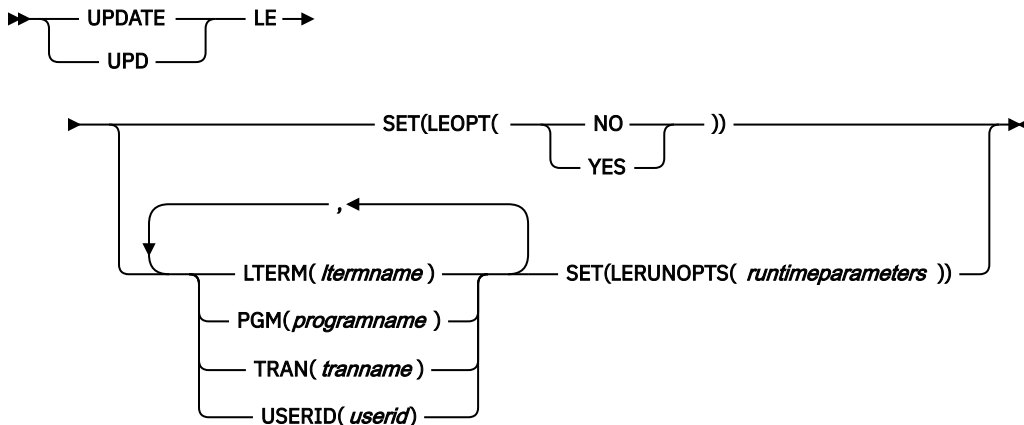 UPDATE LE
UPD
SET(LEOPT( NO ))
YES
,
LTERM( ltermname ) SET(LERUNOPTS( runtimeparameters ))
PGM( programname )
TRAN( tranname )
USERID( userid)